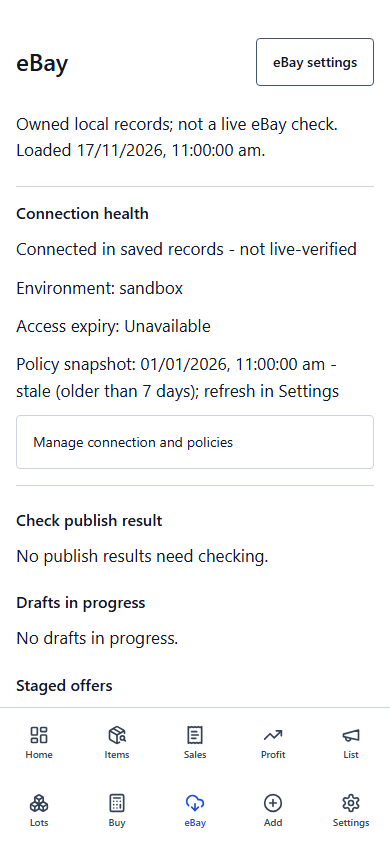 eBay
eBay settings
Owned local records; not a live eBay check.
Loaded 17/11/2026, 11:00:00 am.
Connection health
Connected in saved records - not live-verified
Environment: sandbox
Access expiry: Unavailable
Policy snapshot: 01/01/2026, 11:00:00 am -
stale (older than 7 days); refresh in Settings
Manage connection and policies
Check publish result
No publish results need checking.
Drafts in progress
No drafts in progress.
Staged offers
Home
Items
Sales
Profit
List
Lots
Buy
eBay
Add
Settings